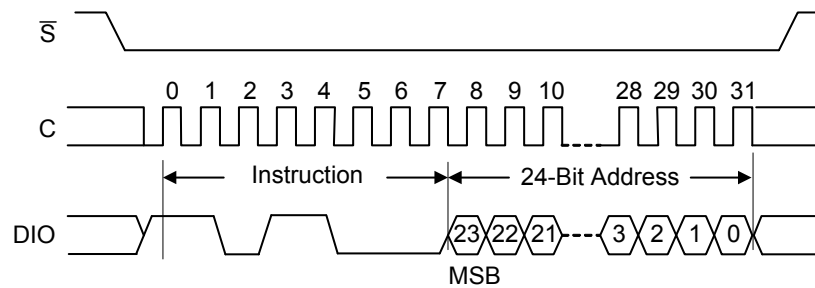 S
0 1 2 3 4 5 6 7 8 9 10 28 29 30 31
C
Instruction 24-Bit Address
DIO 23 22 21 3 2 1 0
MSB